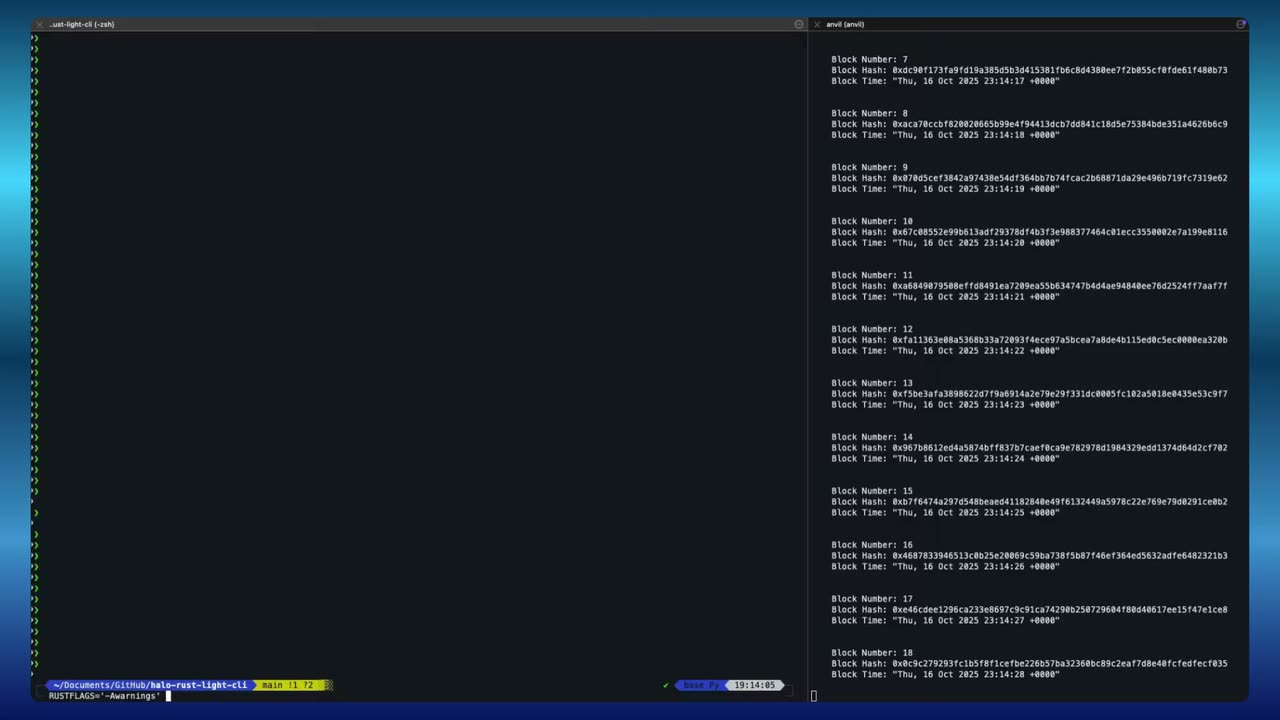 ..ust-light-cli (-zsh)
~/Documents/GitHub/halo-rust-light-cli main !1 ?2
✔ base Py 19:14:05
RUSTFLAGS='-Awarnings'
anvil (anvil)
Block Number: 7
Block Hash: 0xdc90f173fa9fd19a385d5b3d415381fb6c8d4380ee7f2b055cf0fde61f480b73
Block Time: "Thu, 16 Oct 2025 23:14:17 +0000"
Block Number: 8
Block Hash: 0xaca70ccbf820020665b99e4f94413dcb7dd841c18d5e75384bde351a4626b6c9
Block Time: "Thu, 16 Oct 2025 23:14:18 +0000"
Block Number: 9
Block Hash: 0x070d5cef3842a97438e54df364bb7b74fcac2b68871da29e496b719fc7319e62
Block Time: "Thu, 16 Oct 2025 23:14:19 +0000"
Block Number: 10
Block Hash: 0x67c08552e99b613adf29378df4b3f3e988377464c01ecc3550002e7a199e8116
Block Time: "Thu, 16 Oct 2025 23:14:20 +0000"
Block Number: 11
Block Hash: 0xa6849079508effd8491ea7209ea55b634747b4d4ae94840ee76d2524ff7aaf7f
Block Time: "Thu, 16 Oct 2025 23:14:21 +0000"
Block Number: 12
Block Hash: 0xfa11363e08a5368b33a72093f4ece97a5bcea7a8de4b115ed0c5ec0000ea320b
Block Time: "Thu, 16 Oct 2025 23:14:22 +0000"
Block Number: 13
Block Hash: 0xf5be3afa3898622d7f9a6914a2e79e29f331dc0005fc102a5018e0435e53c9f7
Block Time: "Thu, 16 Oct 2025 23:14:23 +0000"
Block Number: 14
Block Hash: 0x967b8612ed4a5874bff837b7caef0ca9e782978d1984329edd1374d64d2cf702
Block Time: "Thu, 16 Oct 2025 23:14:24 +0000"
Block Number: 15
Block Hash: 0xb7f6474a297d548beaed41182840e49f6132449a5978c22e769e79d0291ce0b2
Block Time: "Thu, 16 Oct 2025 23:14:25 +0000"
Block Number: 16
Block Hash: 0x4687833946513c0b25e20069c59ba738f5b87f46ef364ed5632adfe6482321b3
Block Time: "Thu, 16 Oct 2025 23:14:26 +0000"
Block Number: 17
Block Hash: 0xe46cdee1296ca233e8697c9c91ca74290b250729604f80d40617ee15f47e1ce8
Block Time: "Thu, 16 Oct 2025 23:14:27 +0000"
Block Number: 18
Block Hash: 0x0c9c279293fc1b5f8f1cefbe226b57ba32360bc89c2eaf7d8e40fcfedfecf035
Block Time: "Thu, 16 Oct 2025 23:14:28 +0000"